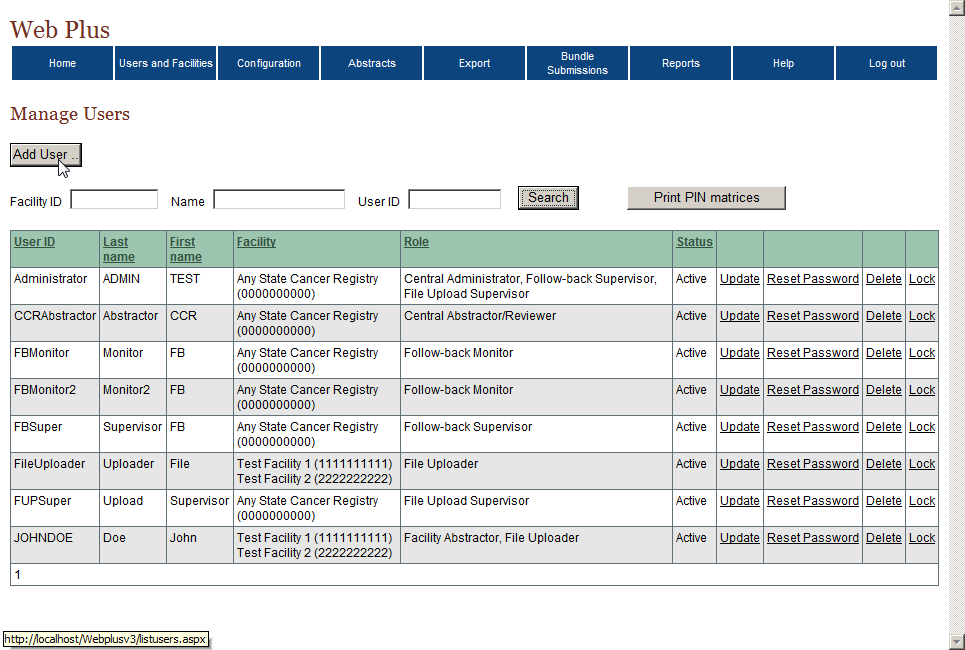 Web Plus
Home Users and Facilities Configuration Abstracts Export Bundle Submissions Reports Help Log out
Manage Users
Add User ..
Facility ID Name User ID Search Print PIN matrices
User ID Last name First name Facility Role Status
Administrator ADMIN TEST Any State Cancer Registry (0000000000) Central Administrator, Follow-back Supervisor, File Upload Supervisor Active Update Reset Password Delete Lock
CCRAbstractor Abstractor CCR Any State Cancer Registry (0000000000) Central Abstractor/Reviewer Active Update Reset Password Delete Lock
FBMonitor Monitor FB Any State Cancer Registry (0000000000) Follow-back Monitor Active Update Reset Password Delete Lock
FBMonitor2 Monitor2 FB Any State Cancer Registry (0000000000) Follow-back Monitor Active Update Reset Password Delete Lock
FBSuper Supervisor FB Any State Cancer Registry (0000000000) Follow-back Supervisor Active Update Reset Password Delete Lock
FileUploader Uploader File Test Facility 1 (1111111111) Test Facility 2 (2222222222) File Uploader Active Update Reset Password Delete Lock
FUPSuper Upload Supervisor Any State Cancer Registry (0000000000) File Upload Supervisor Active Update Reset Password Delete Lock
JOHNDOE Doe John Test Facility 1 (1111111111) Test Facility 2 (2222222222) Facility Abstractor, File Uploader Active Update Reset Password Delete Lock
1
http://localhost/Webplusv3/listusers.aspx